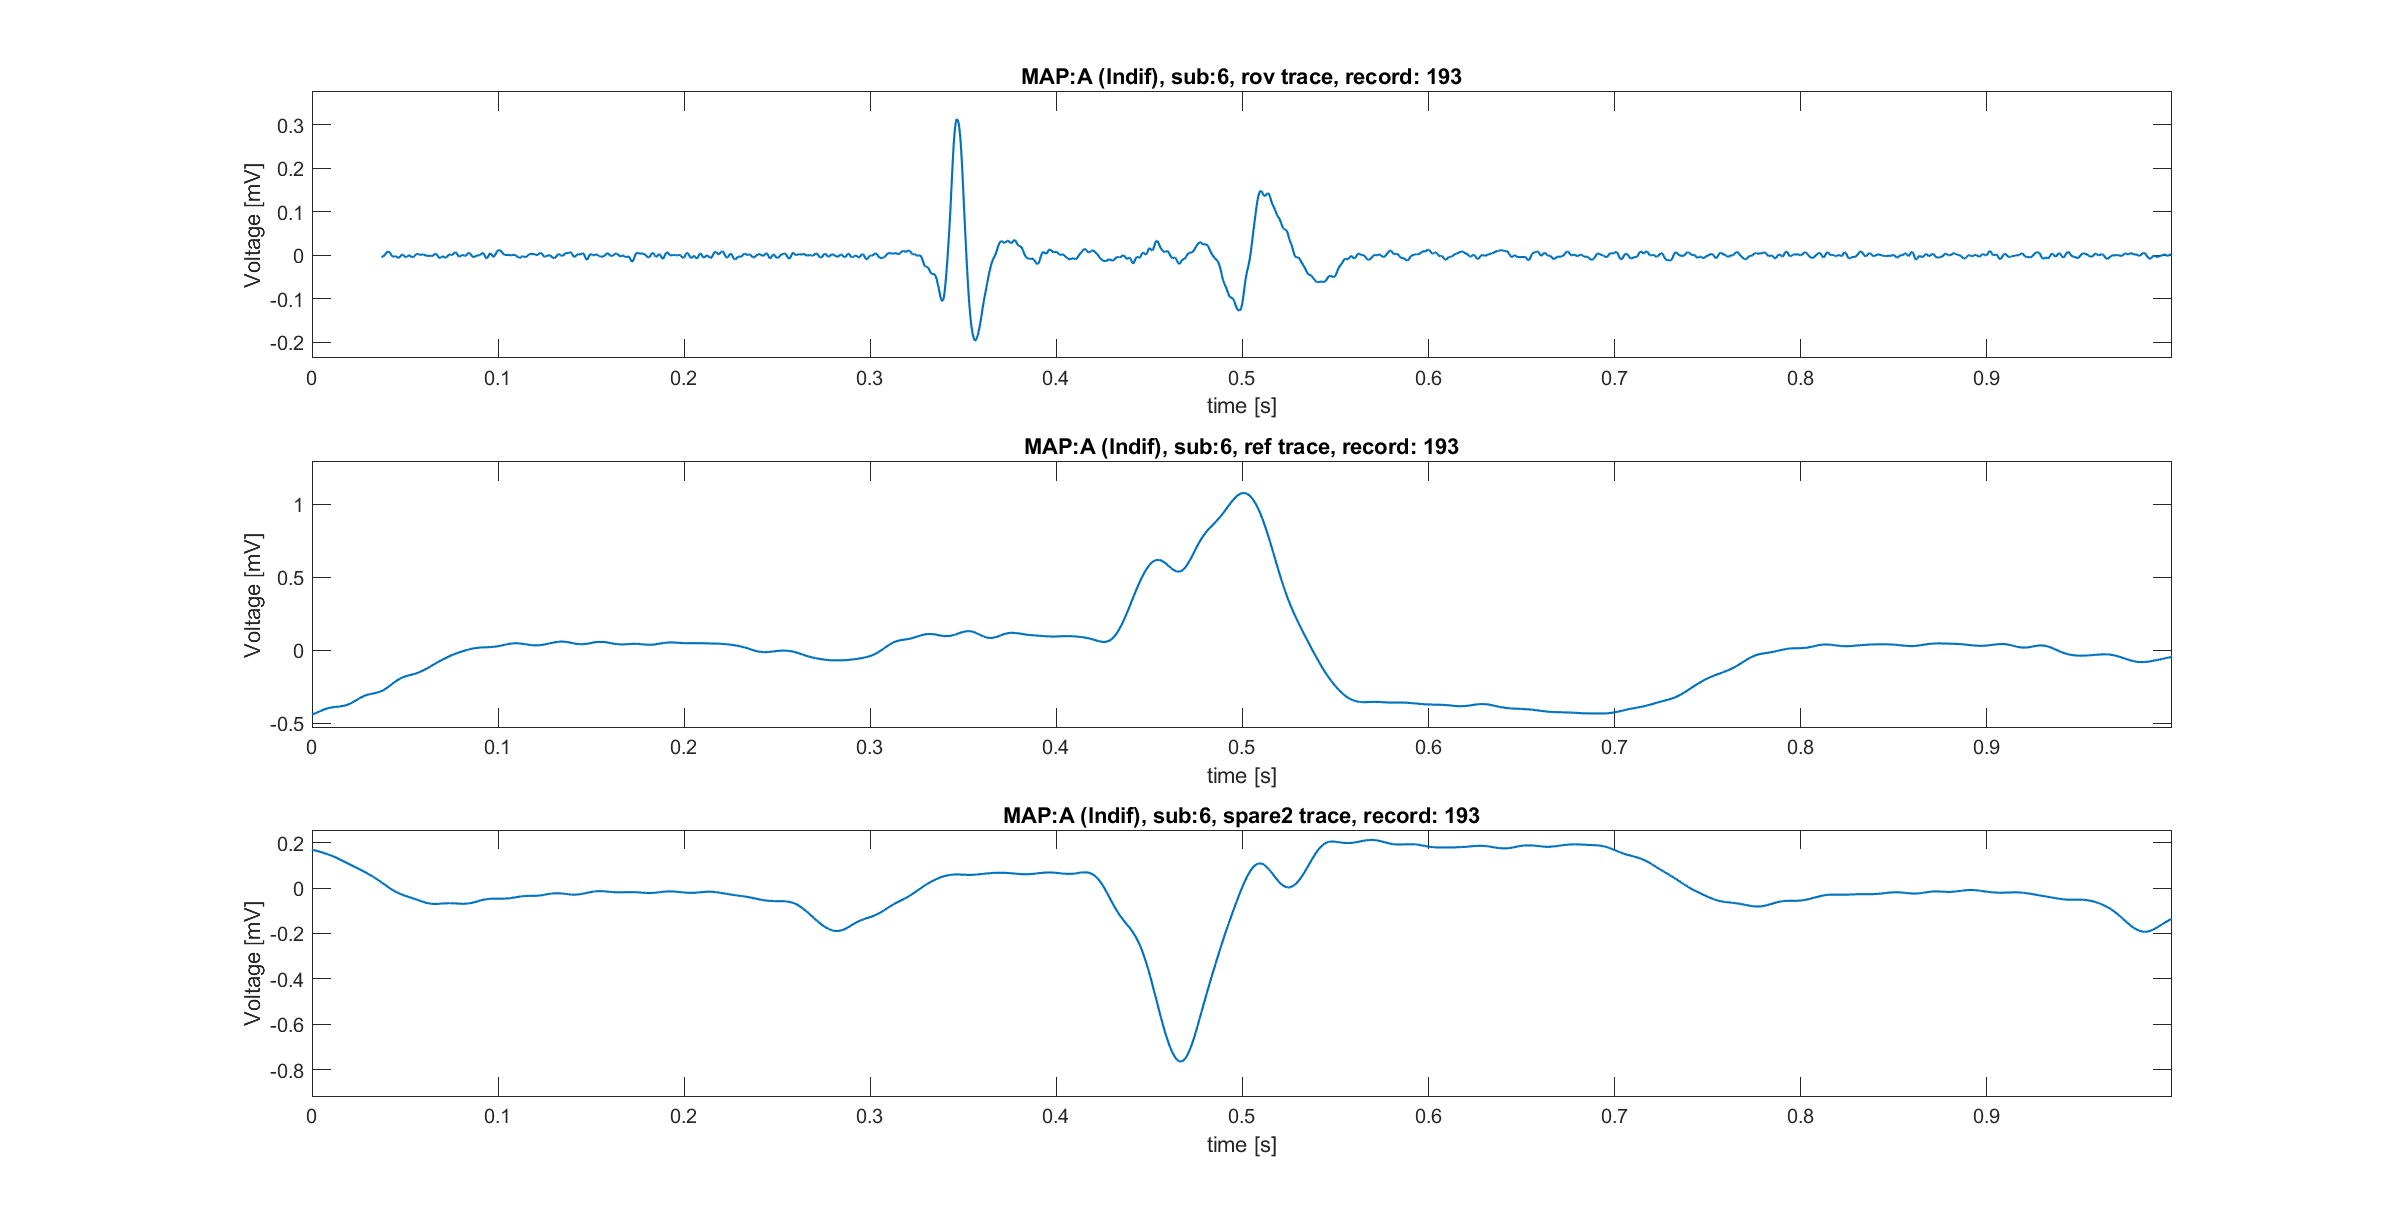 MAP:A (Indif), sub:6, rov trace, record: 193
Voltage [mV]
0.3
0.2
0.1
0
-0.1
-0.2
0 0.1 0.2 0.3 0.4 0.5 0.6 0.7 0.8 0.9
time [s]
MAP:A (Indif), sub:6, ref trace, record: 193
Voltage [mV]
1
0.5
0
-0.5
0 0.1 0.2 0.3 0.4 0.5 0.6 0.7 0.8 0.9
time [s]
MAP:A (Indif), sub:6, spare2 trace, record: 193
Voltage [mV]
0.2
0
-0.2
-0.4
-0.6
-0.8
0 0.1 0.2 0.3 0.4 0.5 0.6 0.7 0.8 0.9
time [s]